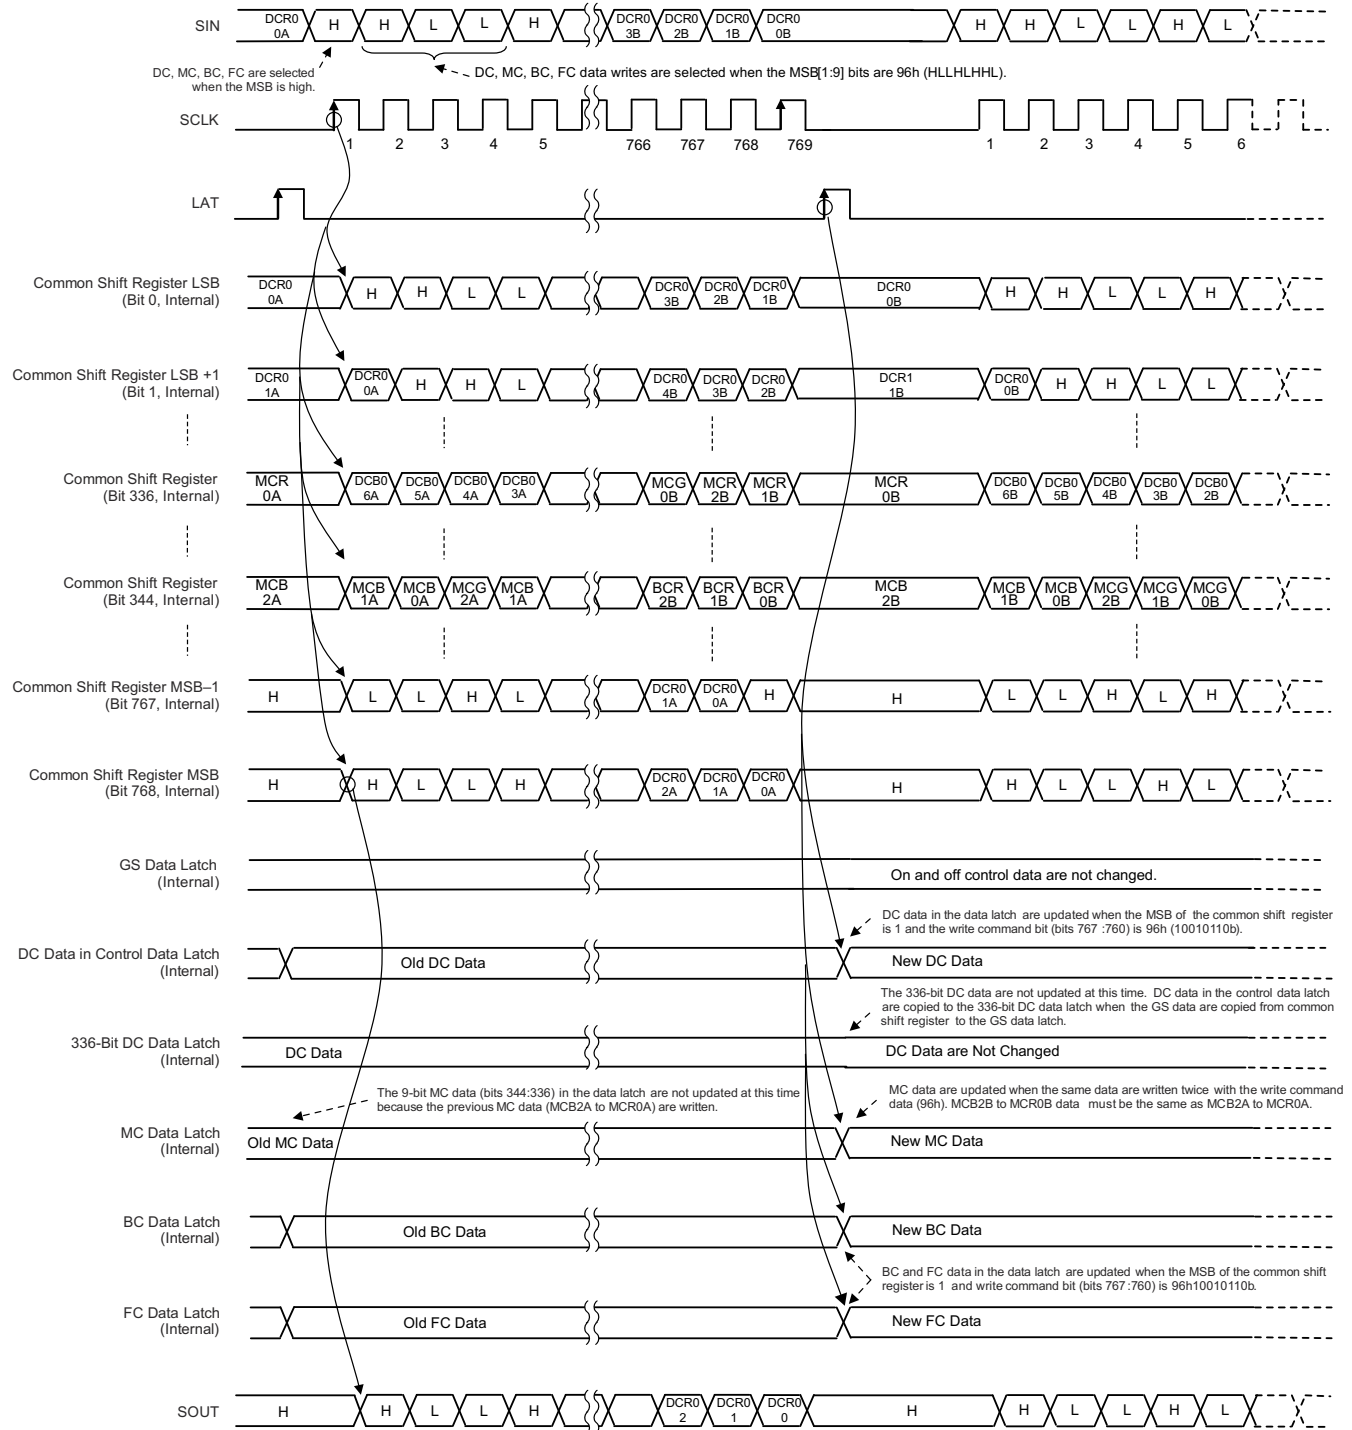 SIN DCR0 0A H H L L H DCR0 3B DCR0 2B DCR0 1B DCR0 0B H H L L H L
DC, MC, BC, FC are selected
when the MSB is high.
DC, MC, BC, FC data writes are selected when the MSB[1:9] bits are 96h (HLLHLHHL).
SCLK
1 2 3 4 5 766 767 768 769 1 2 3 4 5 6
LAT
Common Shift Register LSB
(Bit 0, Internal)
DCR0 0A H H L L DCR0 3B DCR0 2B DCR0 1B DCR0 0B H H L L H
Common Shift Register LSB +1
(Bit 1, Internal)
DCR0 1A DCR0 0A H H L DCR0 4B DCR0 3B DCR0 2B DCR1 1B DCR0 0B H H L L
Common Shift Register
(Bit 336, Internal)
MCR 0A DCB0 6A DCB0 5A DCB0 4A DCB0 3A MCG 0B MCR 2B MCR 1B MCR 0B DCB0 6B DCB0 5B DCB0 4B DCB0 3B DCB0 2B
Common Shift Register
(Bit 344, Internal)
MCB 2A MCB 1A MCB 0A MCG 2A MCB 1A BCR 2B BCR 1B BCR 0B MCB 2B MCB 1B MCB 0B MCG 2B MCG 1B MCG 0B
Common Shift Register MSB–1
(Bit 767, Internal)
H L L H L DCR0 1A DCR0 0A H H L L H L H
Common Shift Register MSB
(Bit 768, Internal)
H H L L H DCR0 2A DCR0 1A DCR0 0A H H L L H L
GS Data Latch
(Internal)
On and off control data are not changed.
DC data in the data latch are updated when the MSB of the common shift register
is 1 and the write command bit (bits 767 :760) is 96h (10010110b).
DC Data in Control Data Latch
(Internal)
Old DC Data New DC Data
The 336-bit DC data are not updated at this time. DC data in the control data latch
are copied to the 336-bit DC data latch when the GS data are copied from common
shift register to the GS data latch.
336-Bit DC Data Latch
(Internal)
DC Data DC Data are Not Changed
The 9-bit MC data (bits 344:336) in the data latch are not updated at this time
because the previous MC data (MCB2A to MCR0A) are written.
MC data are updated when the same data are written twice with the write command
data (96h). MCB2B to MCR0B data must be the same as MCB2A to MCR0A.
MC Data Latch
(Internal)
Old MC Data New MC Data
BC Data Latch
(Internal)
Old BC Data New BC Data
BC and FC data in the data latch are updated when the MSB of the common shift
register is 1 and write command bit (bits 767 :760) is 96h10010110b.
FC Data Latch
(Internal)
Old FC Data New FC Data
SOUT H H L L H DCR0 2 DCR0 1 DCR0 0 H H L L H L